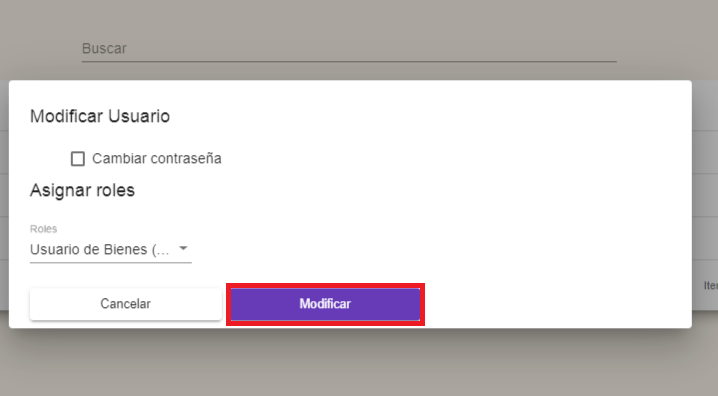 Buscar
Modificar Usuario
Cambiar contraseña
Asignar roles
Roles
Usuario de Bienes (...
Cancelar
Modificar